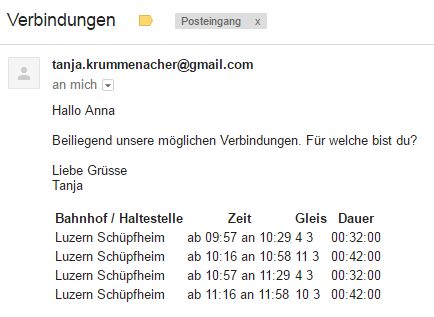 Verbindungen Posteingang x
tanja.krummenacher@gmail.com
an mich
Hallo Anna
Beiliegend unsere möglichen Verbindungen. Für welche bist du?
Liebe Grüsse
Tanja
Bahnhof / Haltestelle Zeit Gleis Dauer
Luzern Schüpfheim ab 09:57 an 10:29 4 3 00:32:00
Luzern Schüpfheim ab 10:16 an 10:58 11 3 00:42:00
Luzern Schüpfheim ab 10:57 an 11:29 4 3 00:32:00
Luzern Schüpfheim ab 11:16 an 11:58 10 3 00:42:00